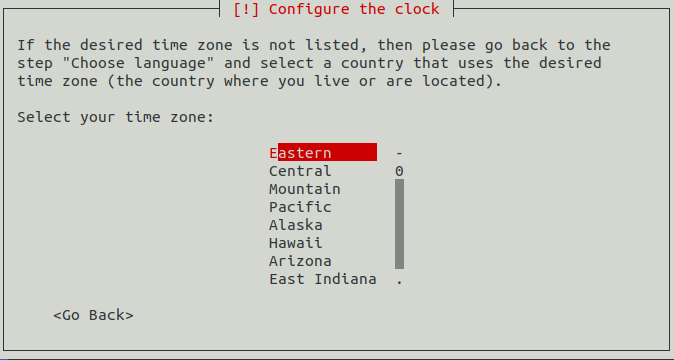 [!] Configure the clock
If the desired time zone is not listed, then please go back to the
step "Choose language" and select a country that uses the desired
time zone (the country where you live or are located).
Select your time zone:
Eastern -
Central 0
Mountain
Pacific
Alaska
Hawaii
Arizona
East Indiana .
<Go Back>